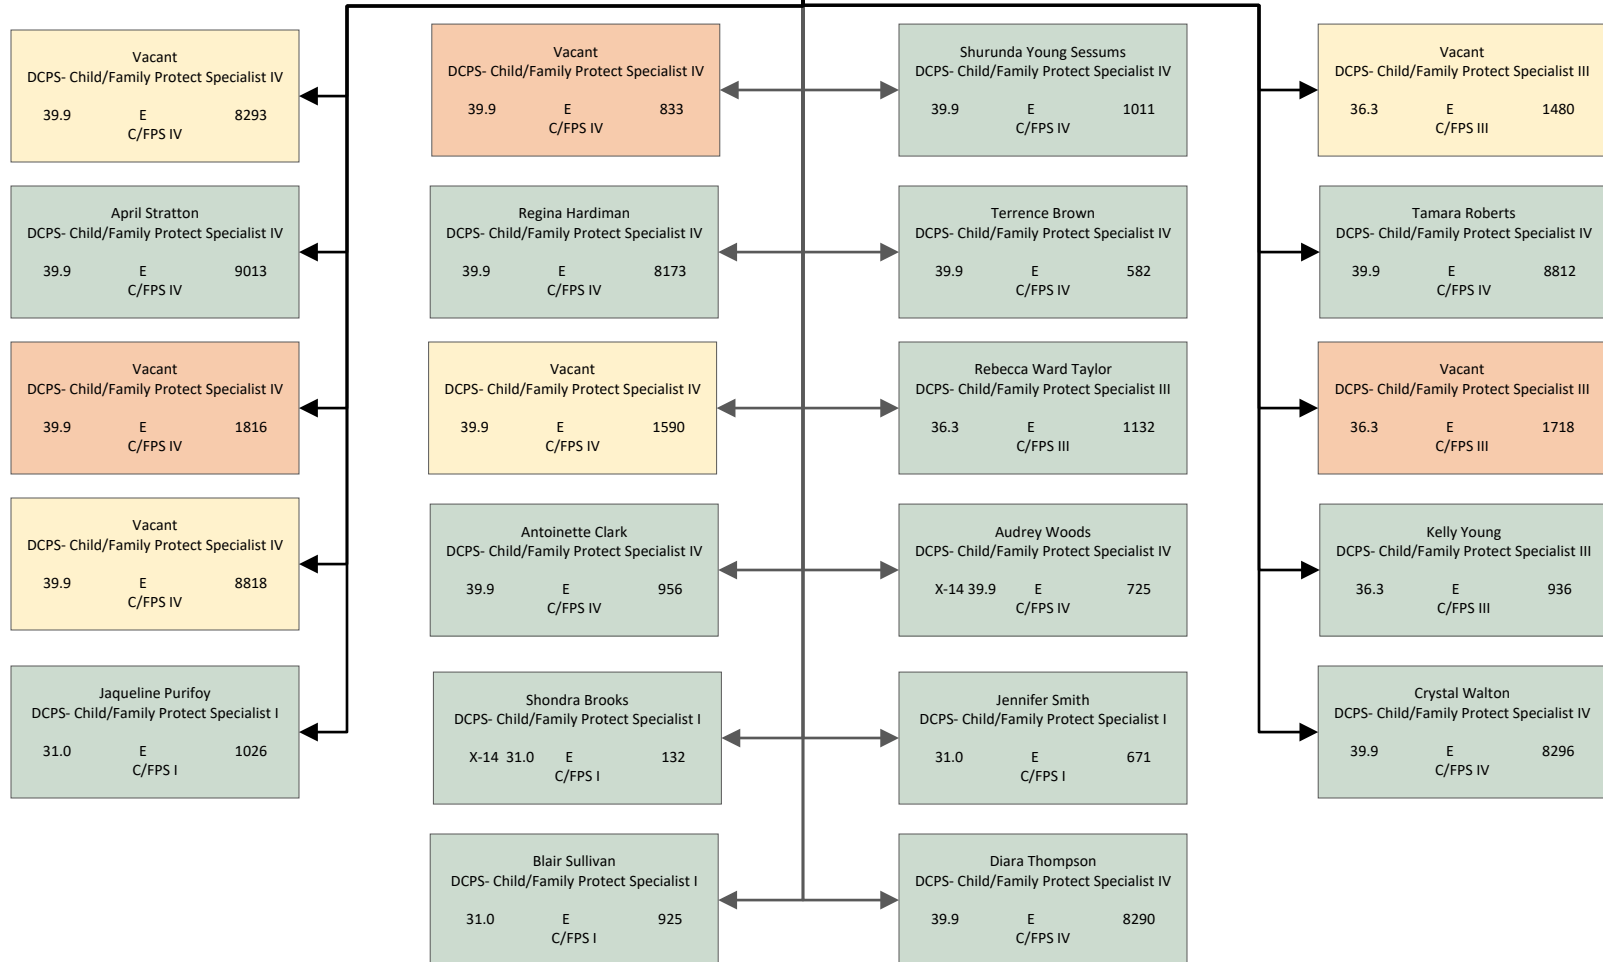 Vacant
DCPS- Child/Family Protect Specialist IV
39.9 E 8293
C/FPS IV
Vacant
DCPS- Child/Family Protect Specialist IV
39.9 E 833
C/FPS IV
Shurunda Young Sessums
DCPS- Child/Family Protect Specialist IV
39.9 E 1011
C/FPS IV
Vacant
DCPS- Child/Family Protect Specialist III
36.3 E 1480
C/FPS III
April Stratton
DCPS- Child/Family Protect Specialist IV
39.9 E 9013
C/FPS IV
Regina Hardiman
DCPS- Child/Family Protect Specialist IV
39.9 E 8173
C/FPS IV
Terrence Brown
DCPS- Child/Family Protect Specialist IV
39.9 E 582
C/FPS IV
Tamara Roberts
DCPS- Child/Family Protect Specialist IV
39.9 E 8812
C/FPS IV
Vacant
DCPS- Child/Family Protect Specialist IV
39.9 E 1816
C/FPS IV
Vacant
DCPS- Child/Family Protect Specialist IV
39.9 E 1590
C/FPS IV
Rebecca Ward Taylor
DCPS- Child/Family Protect Specialist III
36.3 E 1132
C/FPS III
Vacant
DCPS- Child/Family Protect Specialist III
36.3 E 1718
C/FPS III
Vacant
DCPS- Child/Family Protect Specialist IV
39.9 E 8818
C/FPS IV
Antoinette Clark
DCPS- Child/Family Protect Specialist IV
39.9 E 956
C/FPS IV
Audrey Woods
DCPS- Child/Family Protect Specialist IV
X-14 39.9 E 725
C/FPS IV
Kelly Young
DCPS- Child/Family Protect Specialist III
36.3 E 936
C/FPS III
Jaqueline Purifoy
DCPS- Child/Family Protect Specialist I
31.0 E 1026
C/FPS I
Shondra Brooks
DCPS- Child/Family Protect Specialist I
X-14 31.0 E 132
C/FPS I
Jennifer Smith
DCPS- Child/Family Protect Specialist I
31.0 E 671
C/FPS I
Crystal Walton
DCPS- Child/Family Protect Specialist IV
39.9 E 8296
C/FPS IV
Blair Sullivan
DCPS- Child/Family Protect Specialist I
31.0 E 925
C/FPS I
Diara Thompson
DCPS- Child/Family Protect Specialist IV
39.9 E 8290
C/FPS IV